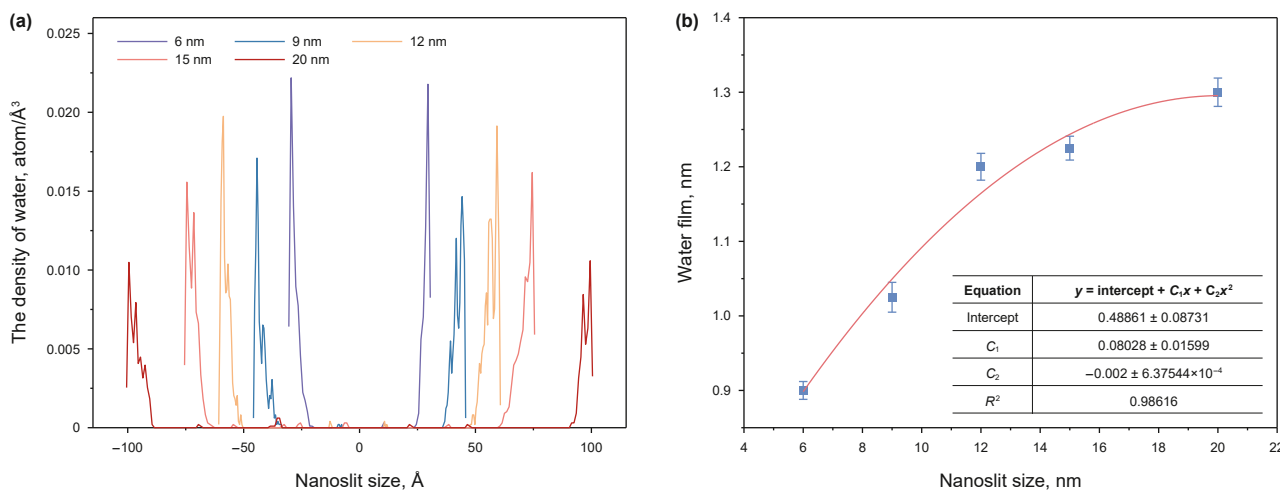 (a)
The density of water, atom/Å³
0.025
0.020
0.015
0.010
0.005
0
6 nm 9 nm 12 nm
15 nm 20 nm
−100 −50 0 50 100
Nanoslit size, Å
(b)
Water film, nm
1.4
1.3
1.2
1.1
1.0
0.9
Equation y = intercept + C₁x + C₂x²
Intercept 0.48861 ± 0.08731
C₁ 0.08028 ± 0.01599
C₂ −0.002 ± 6.37544×10⁻⁴
R² 0.98616
4 6 8 10 12 14 16 18 20 22
Nanoslit size, nm